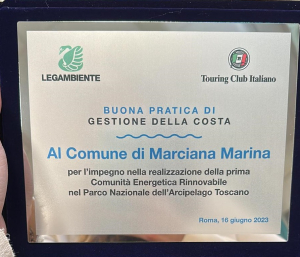 LEGAMBIENTE
Touring Club Italiano
BUONA PRATICA DI
GESTIONE DELLA COSTA
Al Comune di Marciana Marina
per l'impegno nella realizzazione della prima
Comunità Energetica Rinnovabile
nel Parco Nazionale dell'Arcipelago Toscano
Roma, 16 giugno 2023